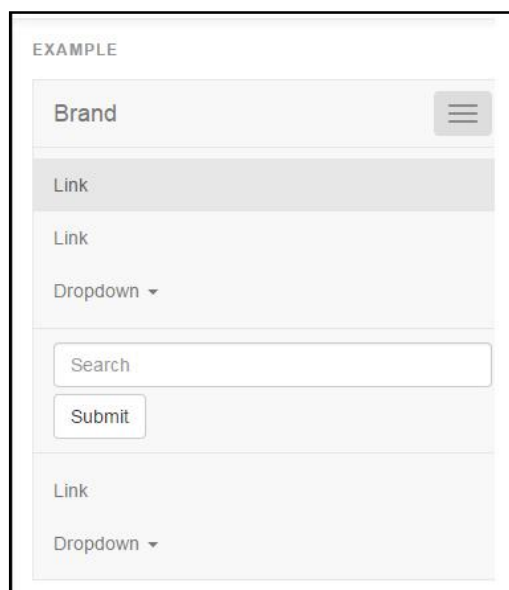 EXAMPLE
Brand
Link
Link
Dropdown
Search
Submit
Link
Dropdown